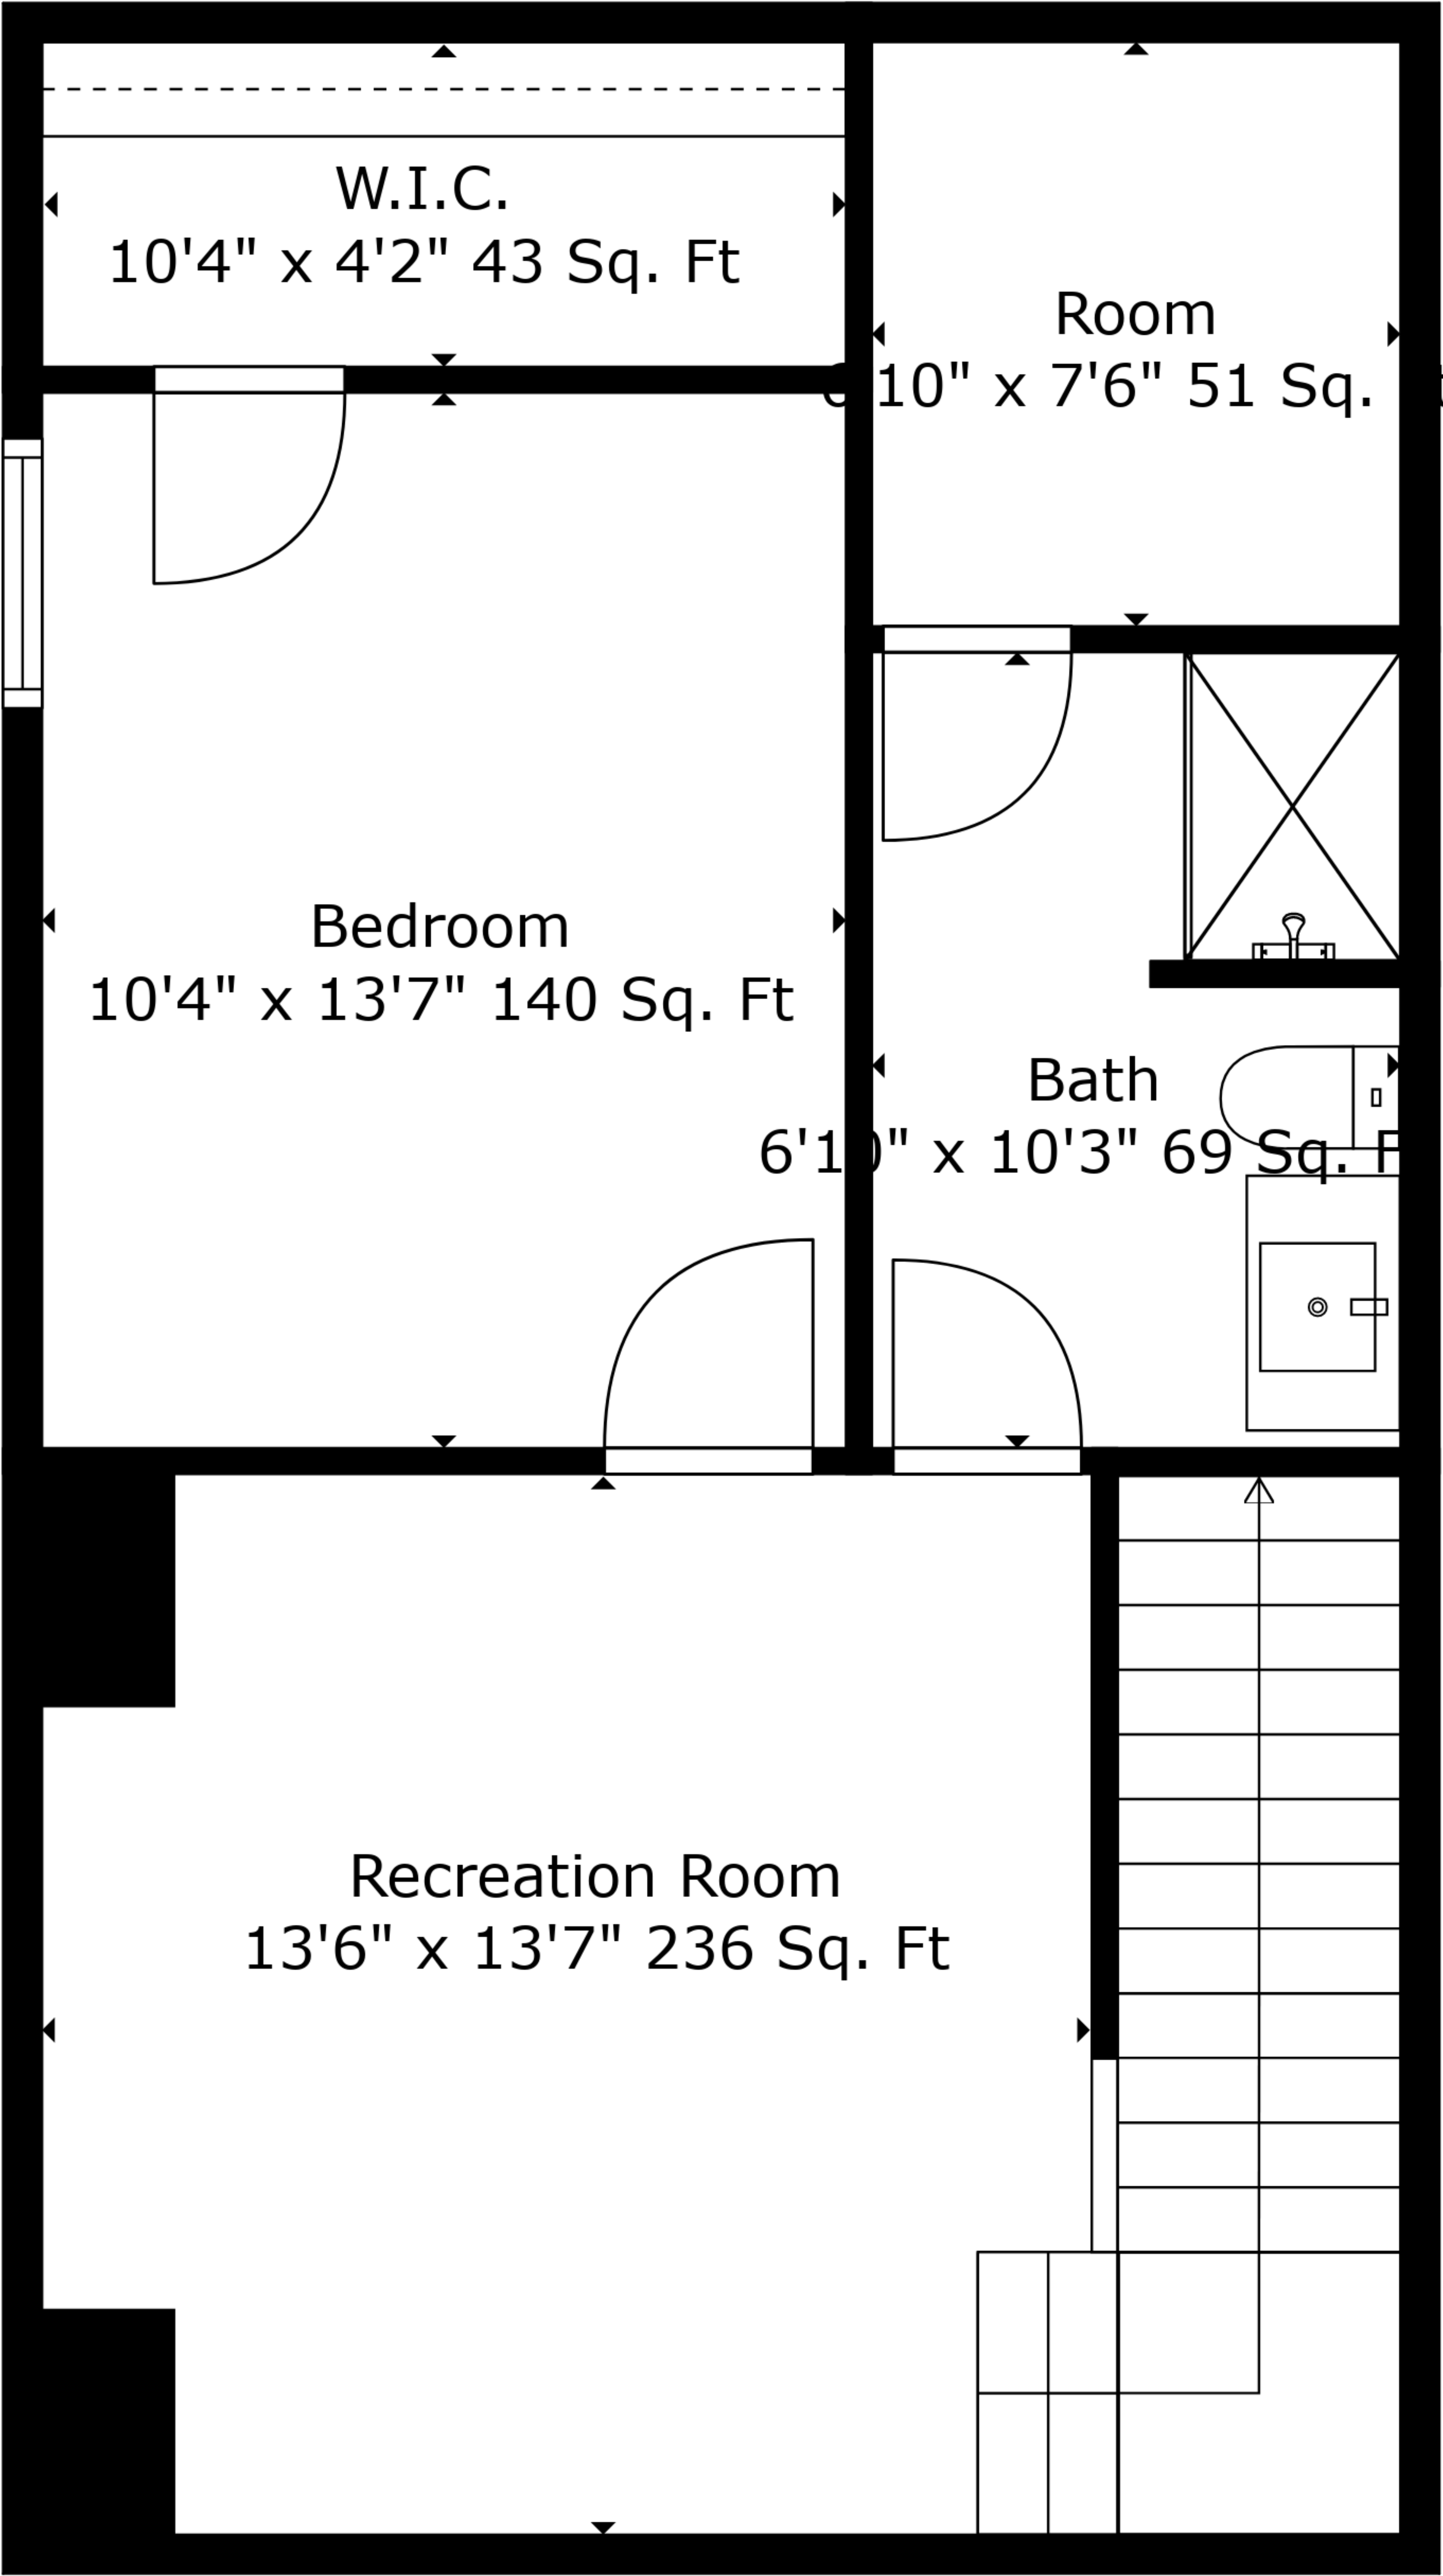 W.I.C.
10'4" x 4'2" 43 Sq. Ft
Room
10" x 7'6" 51 Sq.
Bedroom
10'4" x 13'7" 140 Sq. Ft
Bath
6'10" x 10'3" 69 Sq. F
Recreation Room
13'6" x 13'7" 236 Sq. Ft